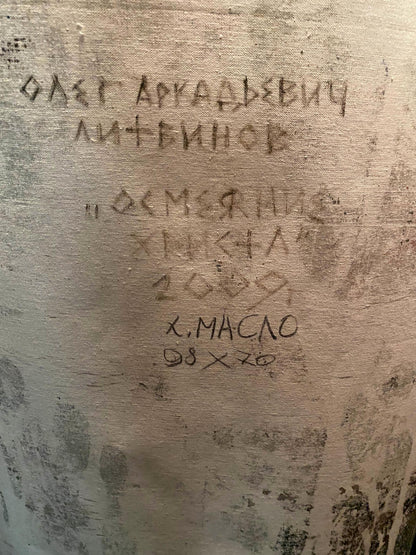 ОЛЕГ АРКАДЬЕВИЧ
ЛИТВИНОВ
„ОСМЕЯНИЕ
ХРИСТА"
2009.
Х. МАСЛО
98 X 70